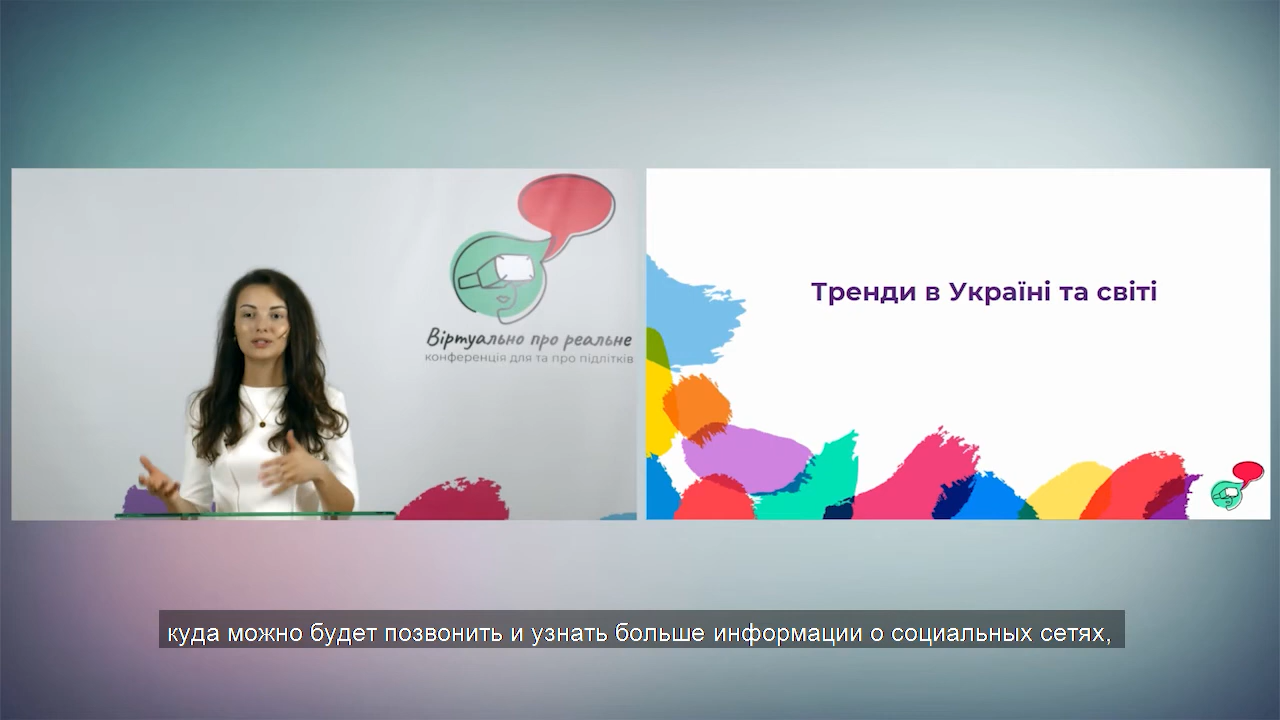 Віртуально про реальне
конференція для та про підлітків
Тренди в Україні та світі
куда можно будет позвонить и узнать больше информации о социальных сетях,